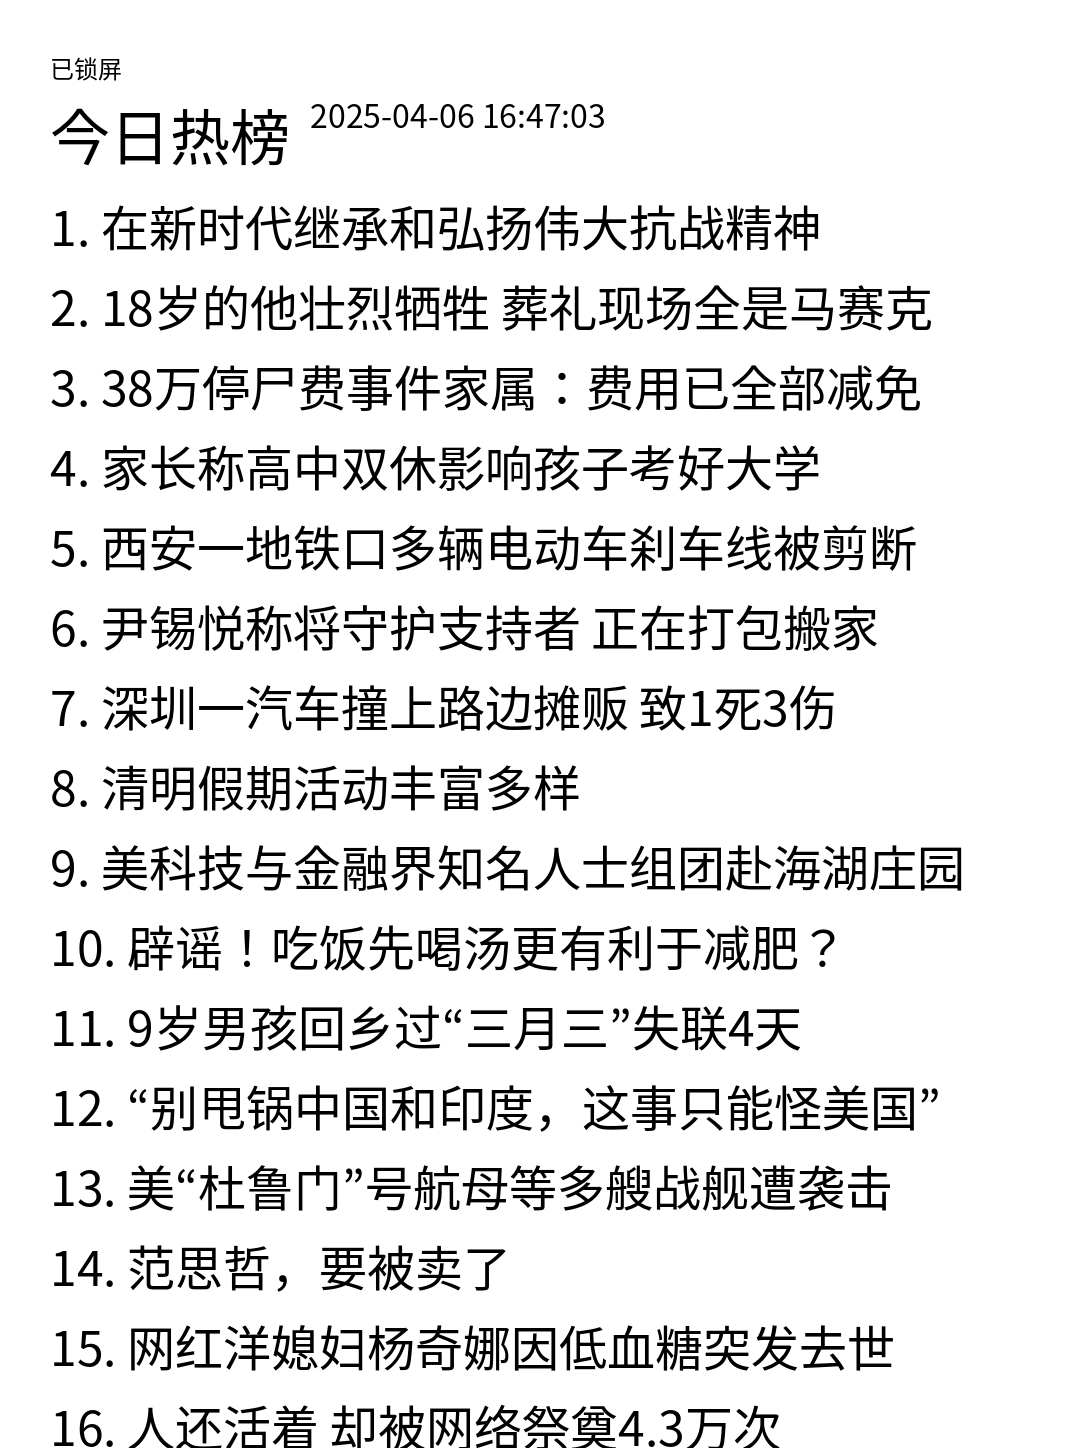 已锁屏
今日热榜 2025-04-06 16:47:03
1. 在新时代继承和弘扬伟大抗战精神
2. 18岁的他壮烈牺牲 葬礼现场全是马赛克
3. 38万停尸费事件家属：费用已全部减免
4. 家长称高中双休影响孩子考好大学
5. 西安一地铁口多辆电动车刹车线被剪断
6. 尹锡悦称将守护支持者 正在打包搬家
7. 深圳一汽车撞上路边摊贩 致1死3伤
8. 清明假期活动丰富多样
9. 美科技与金融界知名人士组团赴海湖庄园
10. 辟谣！吃饭先喝汤更有利于减肥？
11. 9岁男孩回乡过“三月三”失联4天
12. “别甩锅中国和印度，这事只能怪美国”
13. 美“杜鲁门”号航母等多艘战舰遭袭击
14. 范思哲，要被卖了
15. 网红洋媳妇杨奇娜因低血糖突发去世
16. 人还活着 却被网络祭奠4.3万次